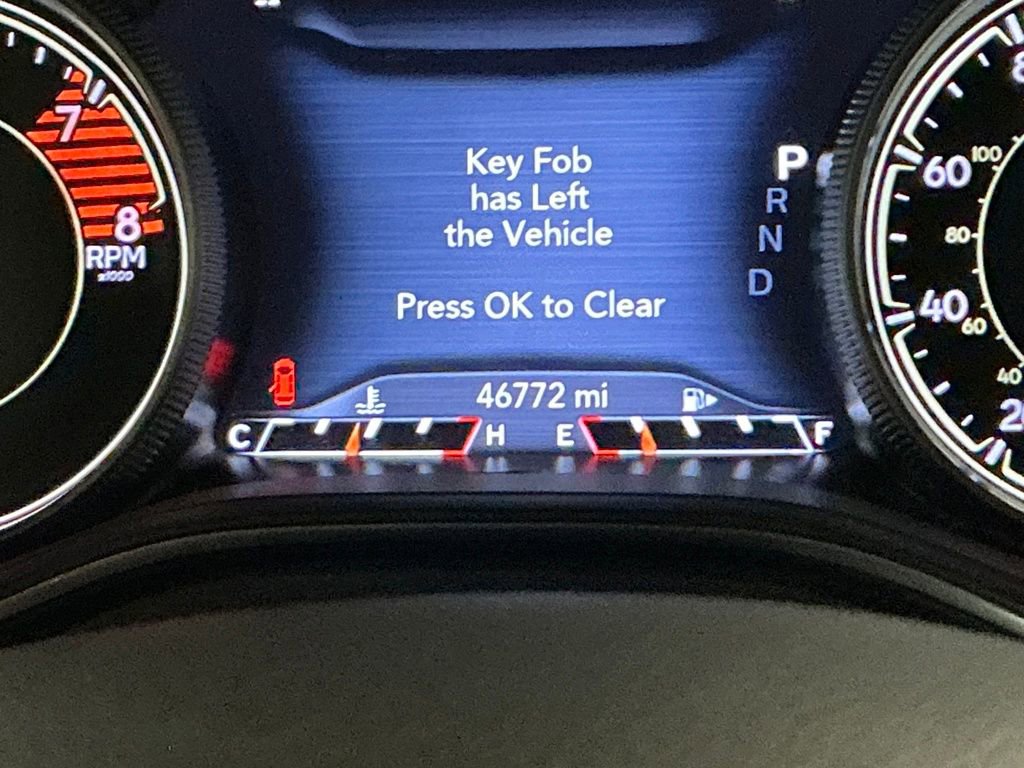 Key Fob
has Left
the Vehicle
Press OK to Clear
P
R
N
D
7
8
RPM
x1000
46772 mi
C H E F
60 100
80
40 60
40